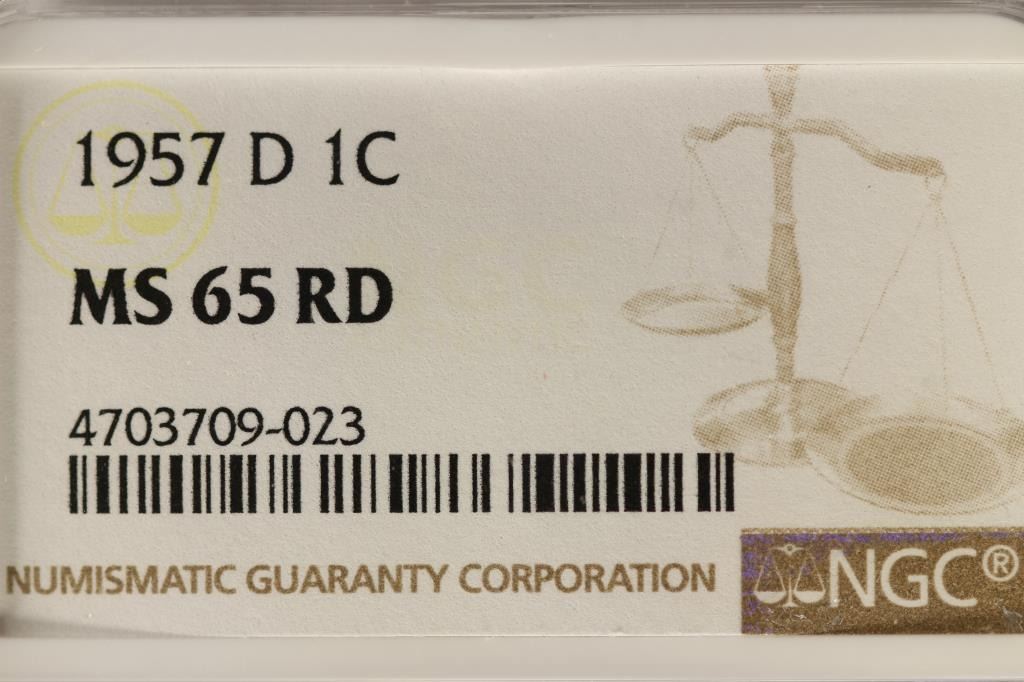 1957 D 1C
MS 65 RD
4703709-023
NUMISMATIC GUARANTY CORPORATION
NGC®